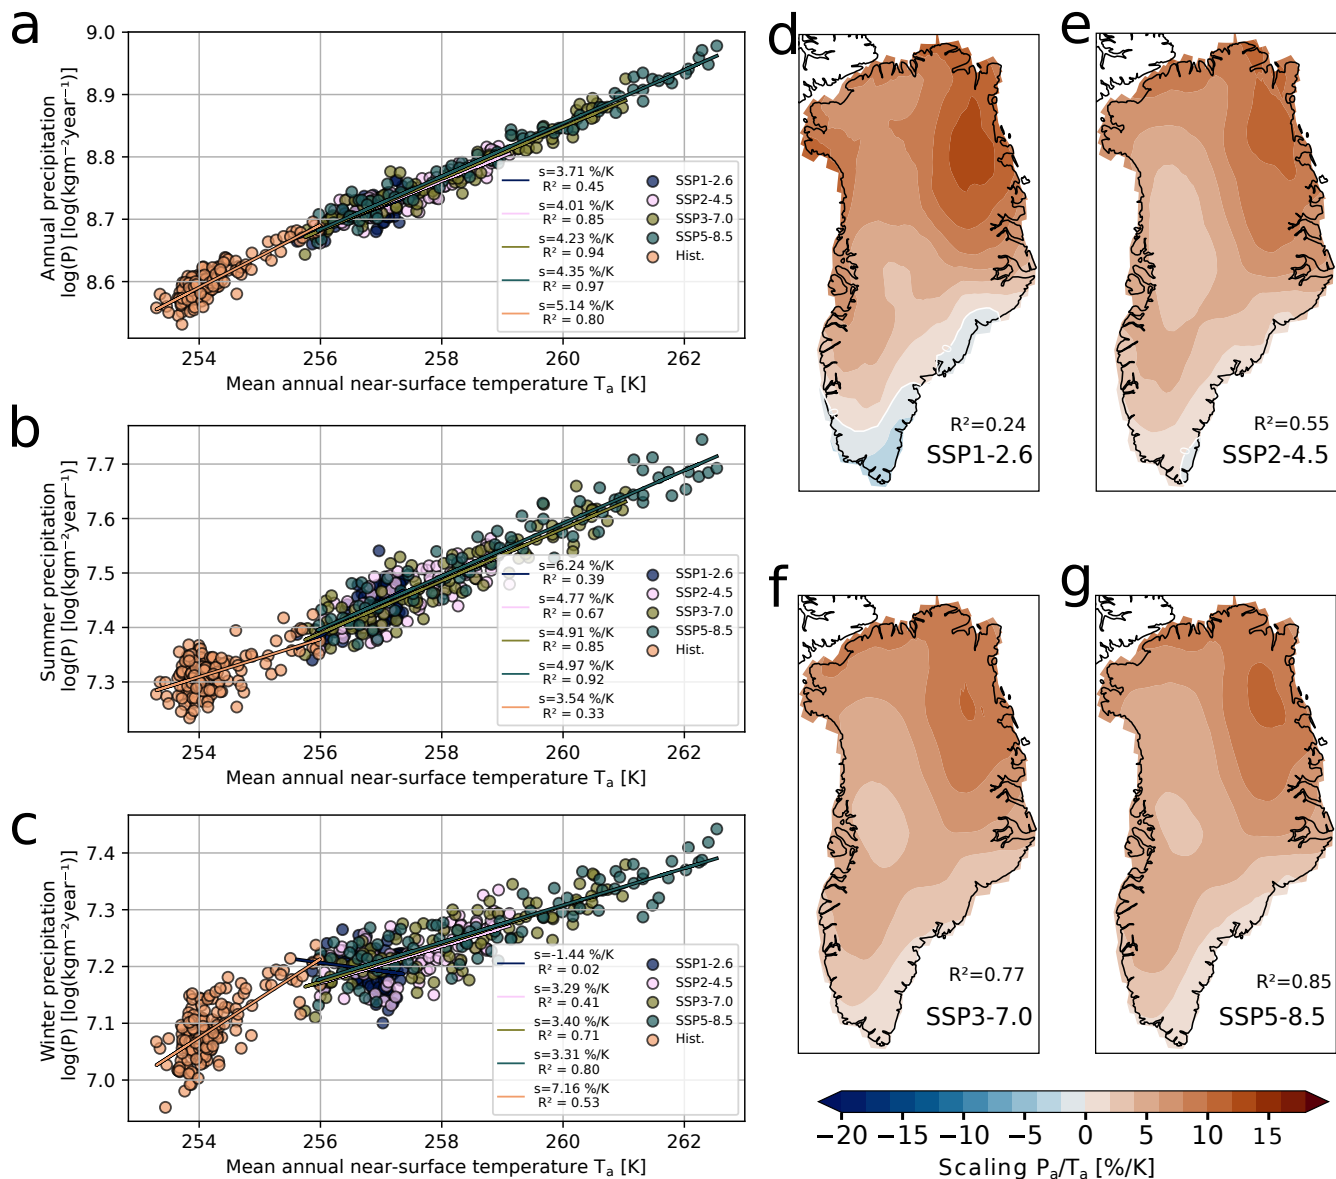 a
Annual precipitation
log(P) [log(kgm⁻²year⁻¹)]
9.0
8.9
8.8
8.7
8.6
254
256
258
260
262
Mean annual near-surface temperature Tₐ [K]
s=3.71 %/K
R² = 0.45
s=4.01 %/K
R² = 0.85
s=4.23 %/K
R² = 0.94
s=4.35 %/K
R² = 0.97
s=5.14 %/K
R² = 0.80
SSP1-2.6
SSP2-4.5
SSP3-7.0
SSP5-8.5
Hist.
b
Summer precipitation
log(P) [log(kgm⁻²year⁻¹)]
7.7
7.6
7.5
7.4
7.3
254
256
258
260
262
Mean annual near-surface temperature Tₐ [K]
s=6.24 %/K
R² = 0.39
s=4.77 %/K
R² = 0.67
s=4.91 %/K
R² = 0.85
s=4.97 %/K
R² = 0.92
s=3.54 %/K
R² = 0.33
SSP1-2.6
SSP2-4.5
SSP3-7.0
SSP5-8.5
Hist.
c
Winter precipitation
log(P) [log(kgm⁻²year⁻¹)]
7.4
7.3
7.2
7.1
7.0
254
256
258
260
262
Mean annual near-surface temperature Tₐ [K]
s=-1.44 %/K
R² = 0.02
s=3.29 %/K
R² = 0.41
s=3.40 %/K
R² = 0.71
s=3.31 %/K
R² = 0.80
s=7.16 %/K
R² = 0.53
SSP1-2.6
SSP2-4.5
SSP3-7.0
SSP5-8.5
Hist.
d
R²=0.24
SSP1-2.6
e
R²=0.55
SSP2-4.5
f
R²=0.77
SSP3-7.0
g
R²=0.85
SSP5-8.5
−20 −15 −10 −5 0 5 10 15
Scaling Pₐ/Tₐ [%/K]